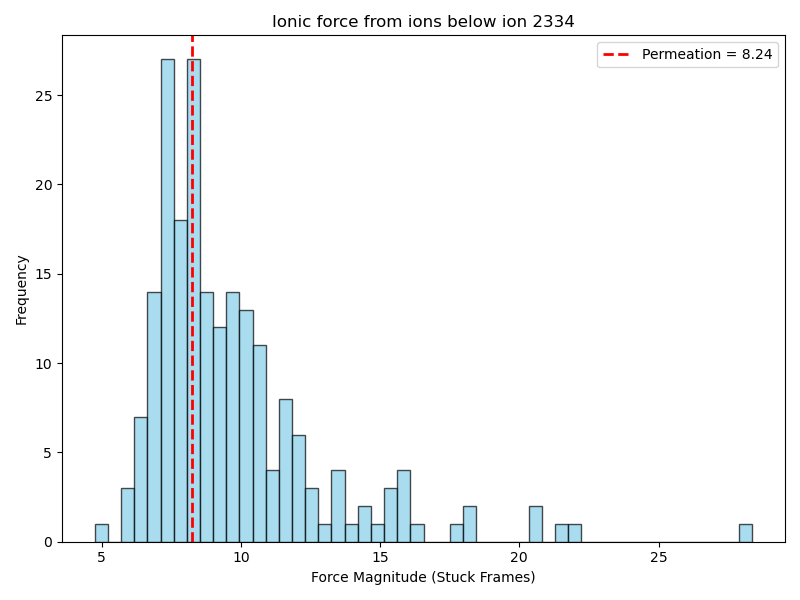 Ionic force from ions below ion 2334
Permeation = 8.24
Frequency
25
20
15
10
5
0
5 10 15 20 25
Force Magnitude (Stuck Frames)